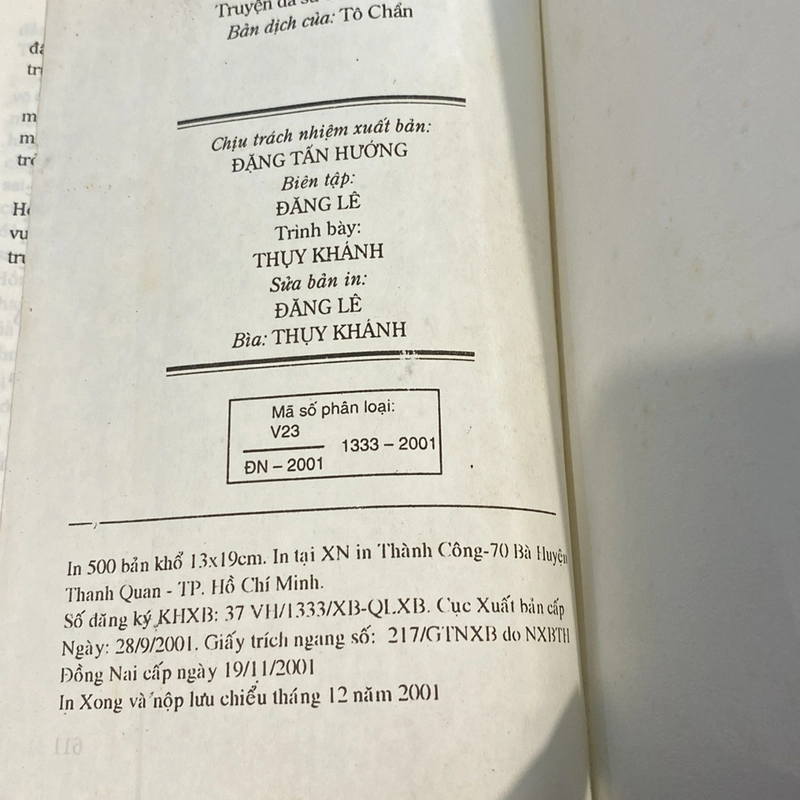 Truyện dã sử
Bản dịch của: Tô Chẩn
Chịu trách nhiệm xuất bản:
ĐẶNG TẤN HƯỚNG
Biên tập:
ĐĂNG LÊ
Trình bày:
THỤY KHÁNH
Sửa bản in:
ĐĂNG LÊ
Bìa: THỤY KHÁNH
Mã số phân loại:
V23
1333 – 2001
ĐN – 2001
In 500 bản khổ 13x19cm. In tại XN in Thành Công-70 Bà Huyện
Thanh Quan - TP. Hồ Chí Minh.
Số đăng ký KHXB: 37 VH/1333/XB-QLXB. Cục Xuất bản cấp
Ngày: 28/9/2001. Giấy trích ngang số: 217/GTNXB do NXBTH
Đồng Nai cấp ngày 19/11/2001
In Xong và nộp lưu chiểu tháng 12 năm 2001